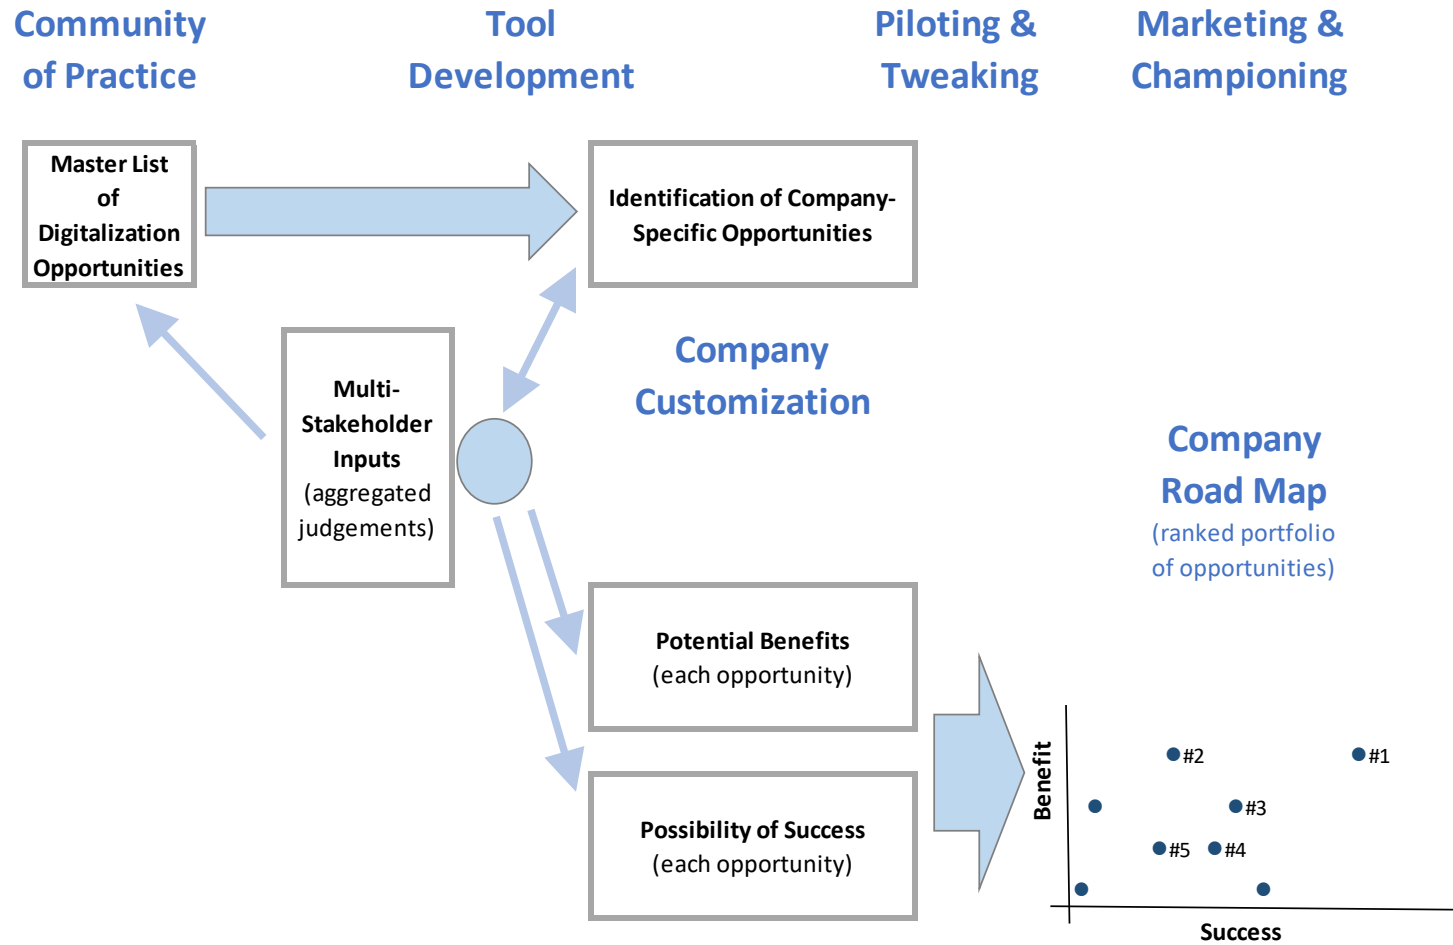 Community
of Practice
Tool
Development
Piloting &
Tweaking
Marketing &
Championing
Master List
of
Digitalization
Opportunities
Identification of Company-
Specific Opportunities
Multi-
Stakeholder
Inputs
(aggregated
judgements)
Company
Customization
Company
Road Map
(ranked portfolio
of opportunities)
Potential Benefits
(each opportunity)
Possibility of Success
(each opportunity)
Benefit
#2
#1
#3
#5
#4
Success